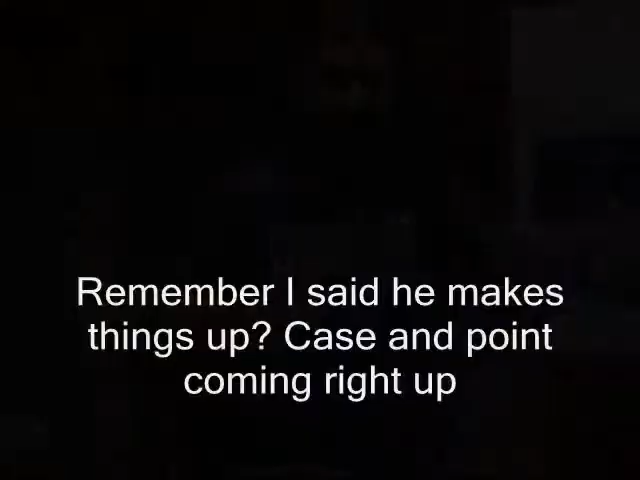 Remember I said he makes
things up? Case and point
coming right up